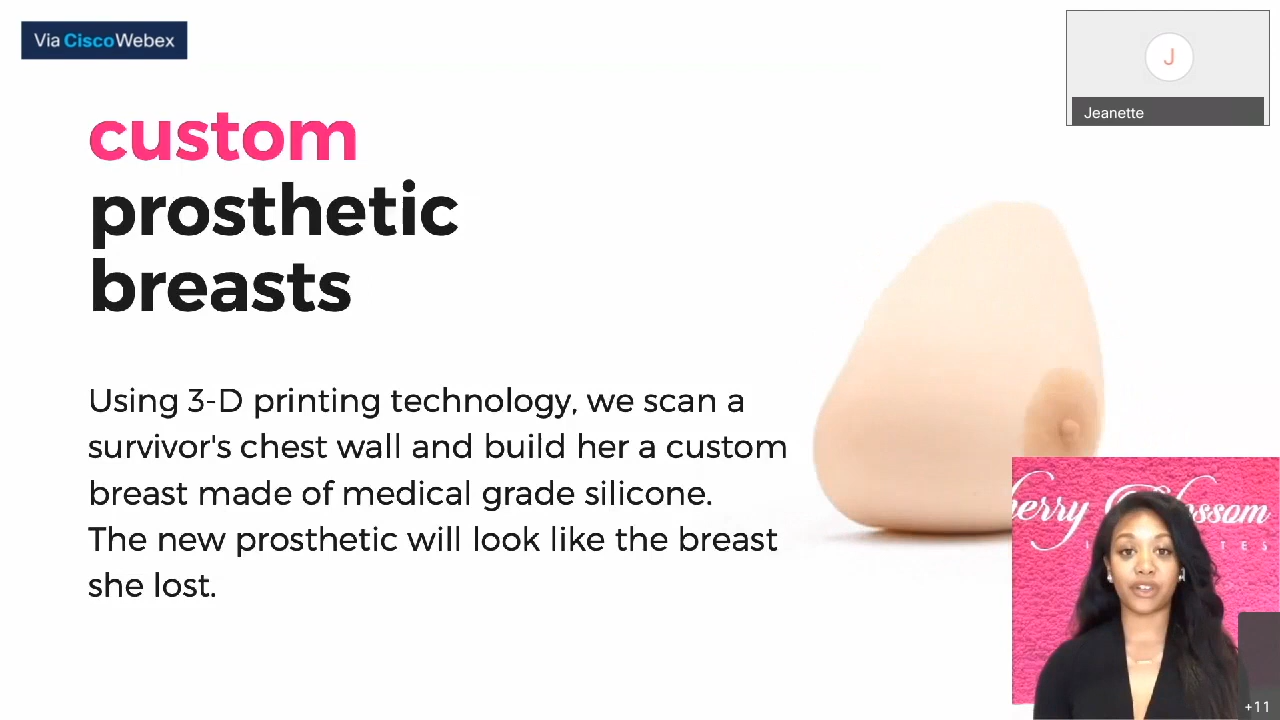 Via CiscoWebex
J
Jeanette
custom
prosthetic
breasts
Using 3-D printing technology, we scan a
survivor's chest wall and build her a custom
breast made of medical grade silicone.
The new prosthetic will look like the breast
she lost.
+11